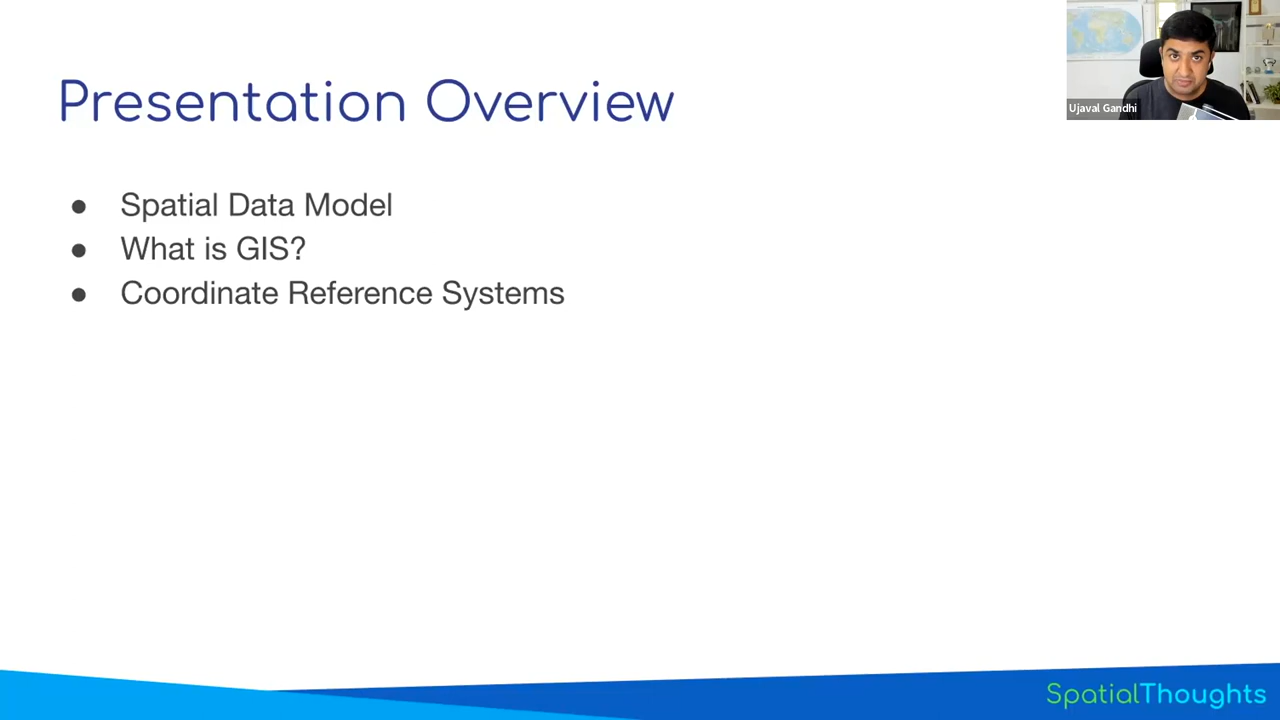 Presentation Overview
Ujaval Gandhi
● Spatial Data Model
● What is GIS?
● Coordinate Reference Systems
SpatialThoughts